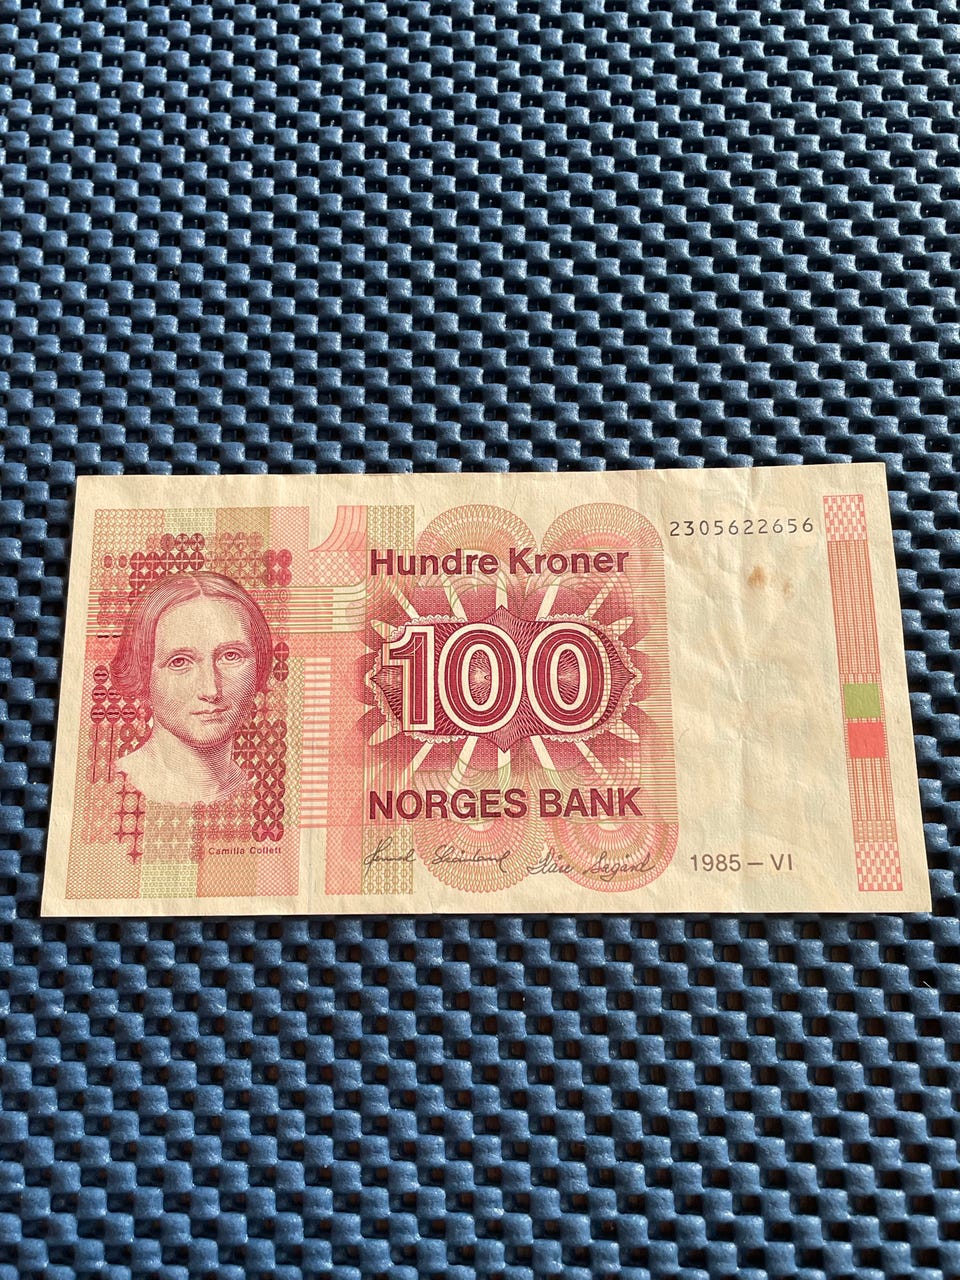 Hundre Kroner
2305622656
100
NORGES BANK
Camilla Collett
1985 – VI